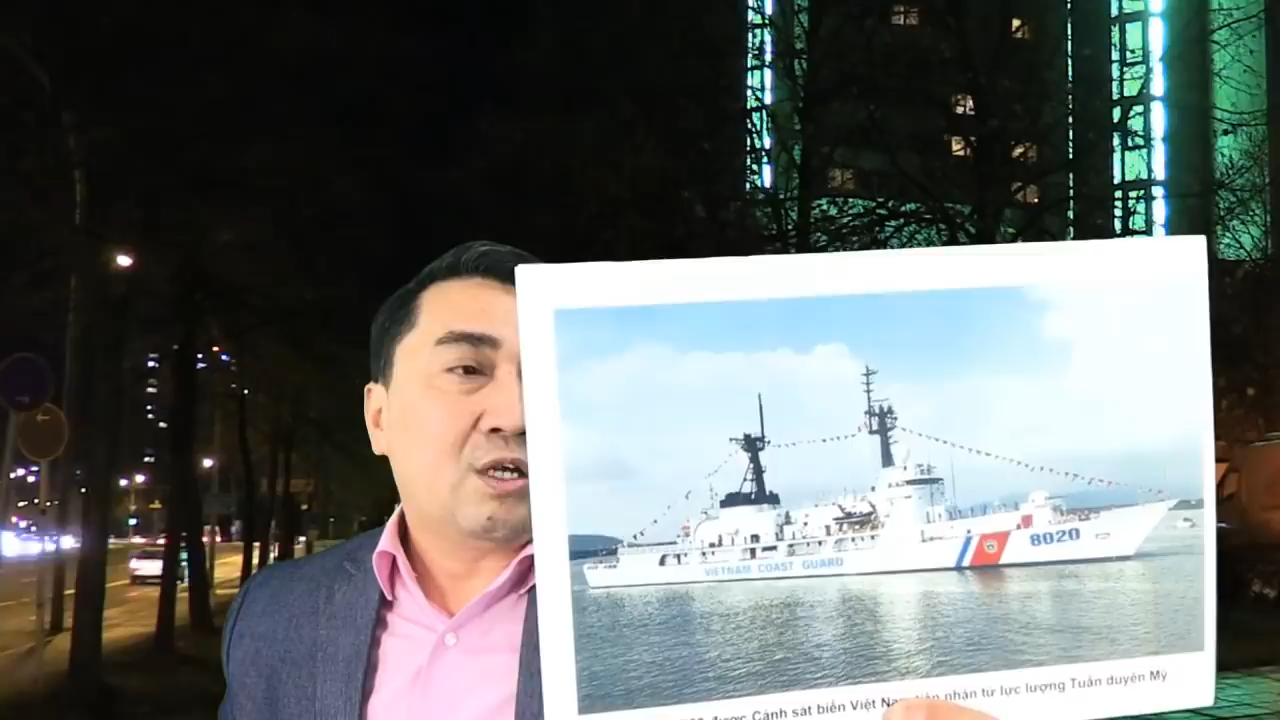 8020
VIETNAM COAST GUARD
được Cảnh sát biển Việt Nam tiếp nhận từ lực lượng Tuần duyên Mỹ